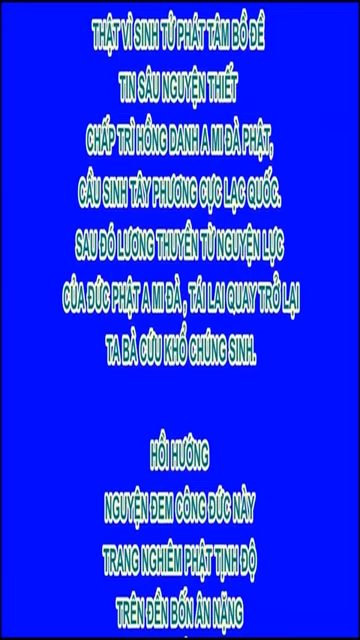 THẬT VÌ SINH TỬ PHÁT TÂM BỒ ĐỀ
TIN SÂU NGUYỆN THIẾT
CHẤP TRÌ HỒNG DANH A MI ĐÀ PHẬT,
CẦU SINH TÂY PHƯƠNG CỰC LẠC QUỐC.
SAU ĐÓ LƯƠNG THUYỀN TỪ NGUYỆN LỰC
CỦA ĐỨC PHẬT A MI ĐÀ , TÁI LAI QUAY TRỞ LẠI
TA BÀ CỨU KHỔ CHÚNG SINH.
HỒI HƯỚNG
NGUYỆN ĐEM CÔNG ĐỨC NÀY
TRANG NGHIÊM PHẬT TỊNH ĐỘ
TRÊN ĐỀN BỐN ÂN NẶNG